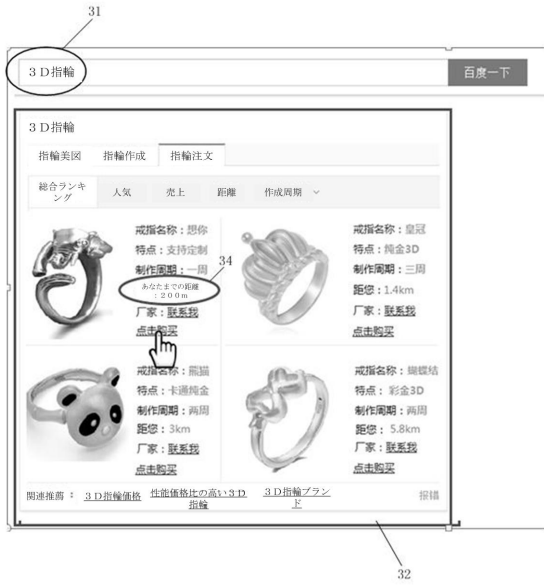 31
3D指輪
百度一下
3D指輪
指輪美図 指輪作成 指輪注文
総合ランキ
ング
人気 売上 距離 作成周期
戒指名称：想你
特点：支持定制
制作周期：一周
34
あなたまでの距離
：200m
厂家：联系我
点击购买
戒指名称：皇冠
特点：纯金3D
制作周期：三周
距您：1.4km
厂家：联系我
点击购买
戒指名称：熊猫
特点：卡通纯金
制作周期：两周
距您：3km
厂家：联系我
点击购买
戒指名称：蝴蝶结
特点：彩金3D
制作周期：两周
距您：5.8km
厂家：联系我
点击购买
関連推薦： 3D指輪価格 性能価格比の高い3D
指輪
3D指輪ブラン
ド
报错
32